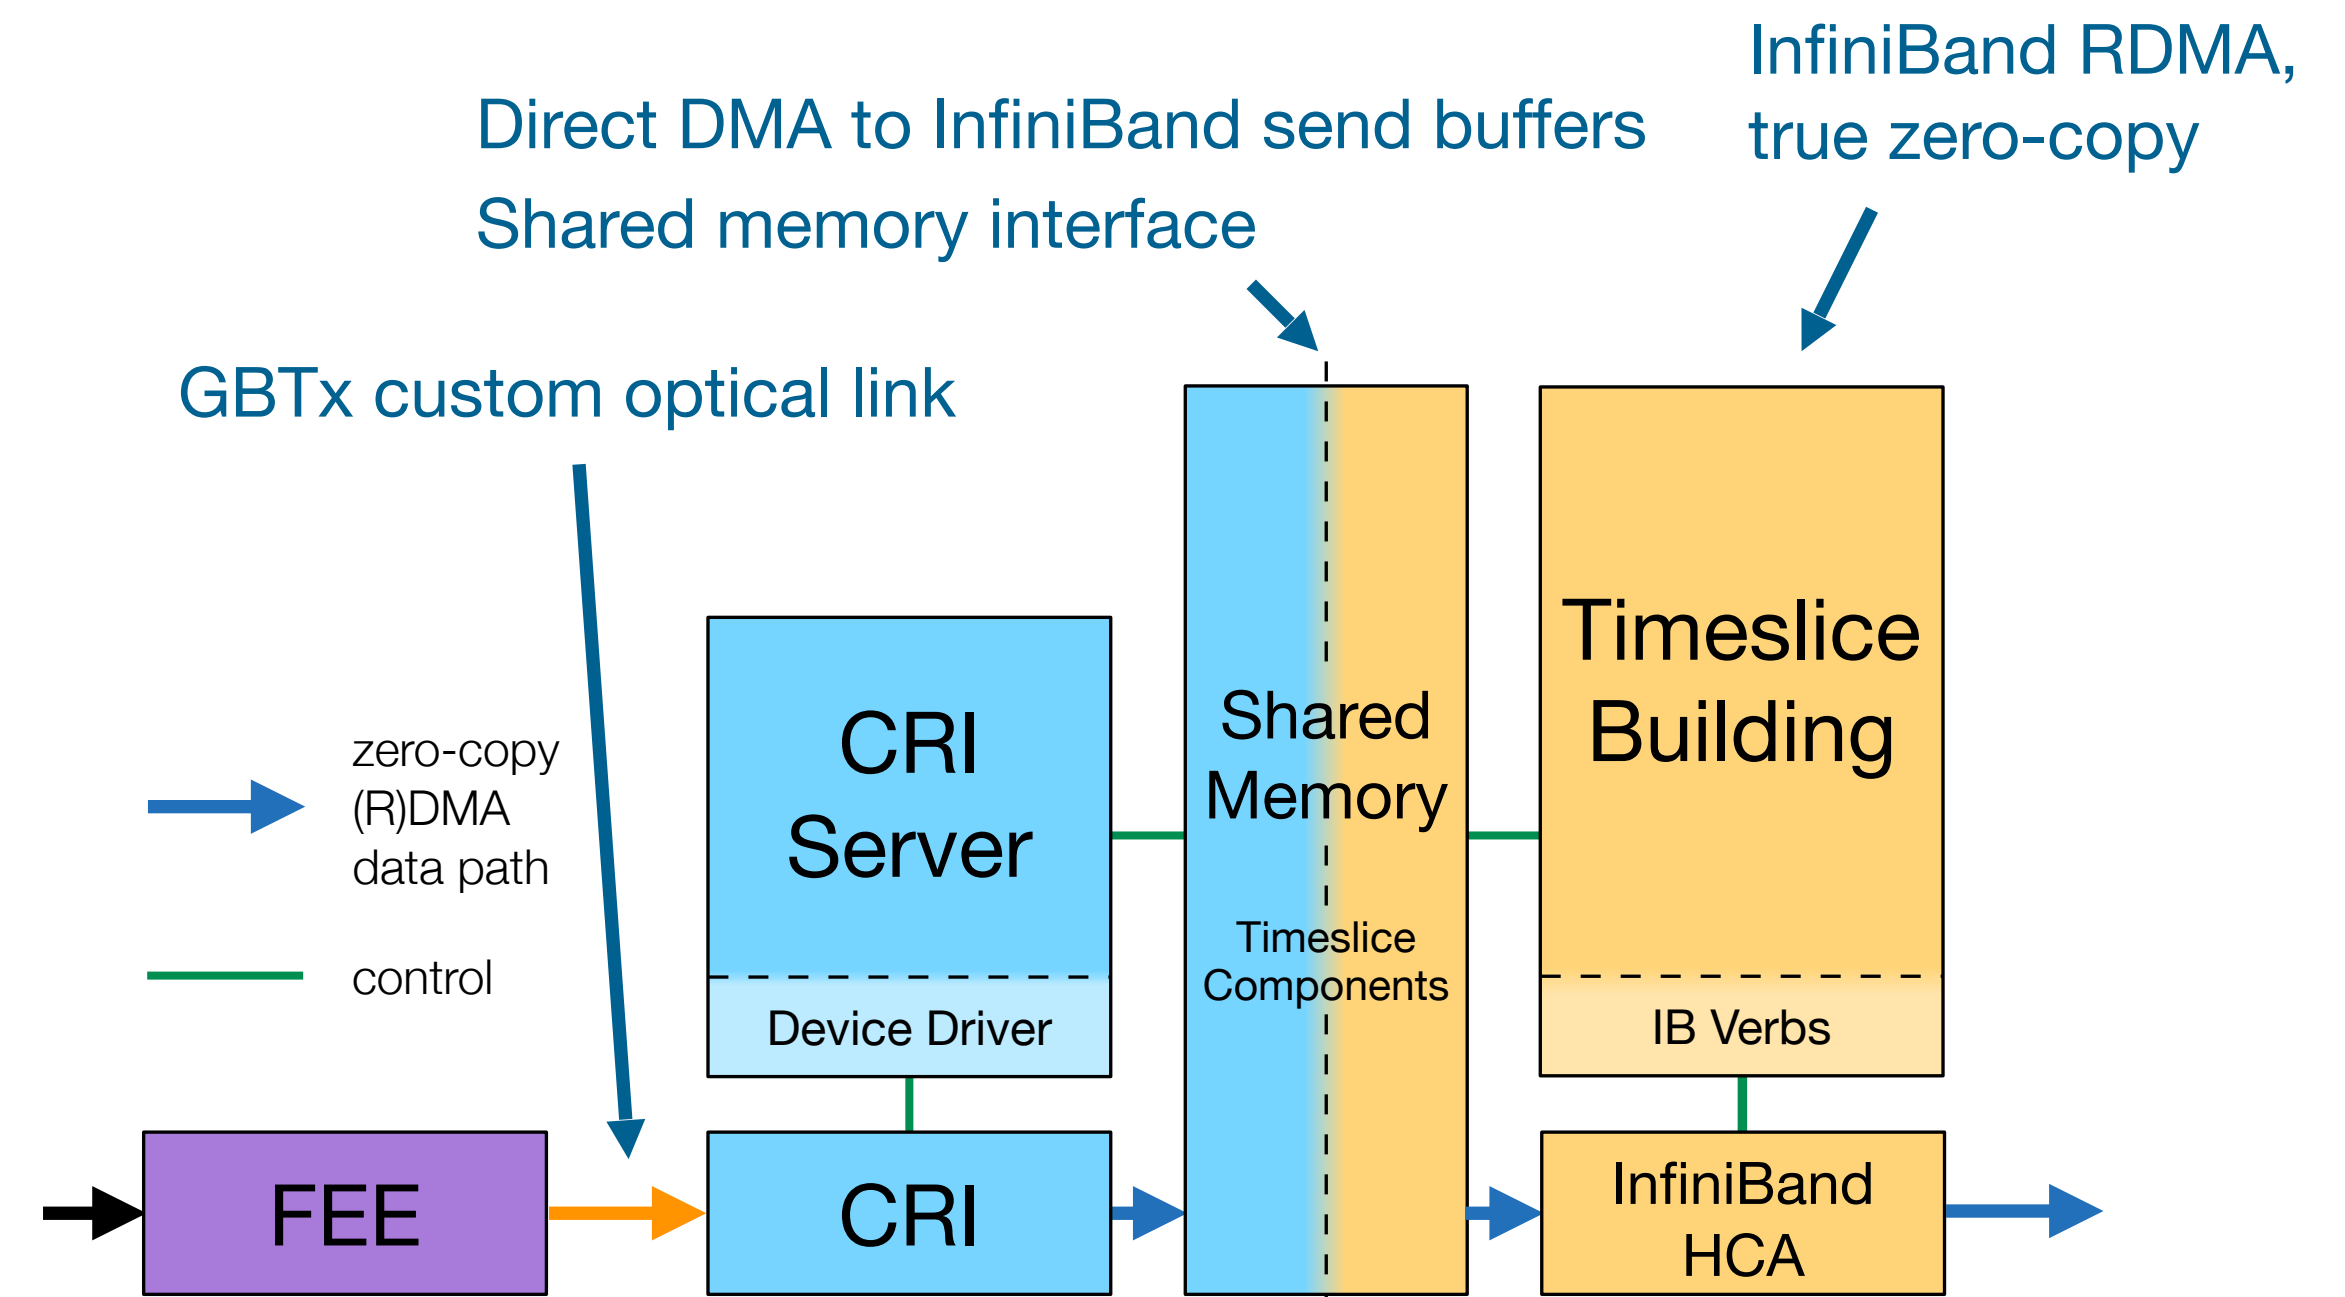 InfiniBand RDMA,
true zero-copy
Direct DMA to InfiniBand send buffers
Shared memory interface
GBTx custom optical link
zero-copy
(R)DMA
data path
control
CRI
Server
Device Driver
Shared
Memory
Timeslice
Components
Timeslice
Building
IB Verbs
FEE
CRI
InfiniBand
HCA